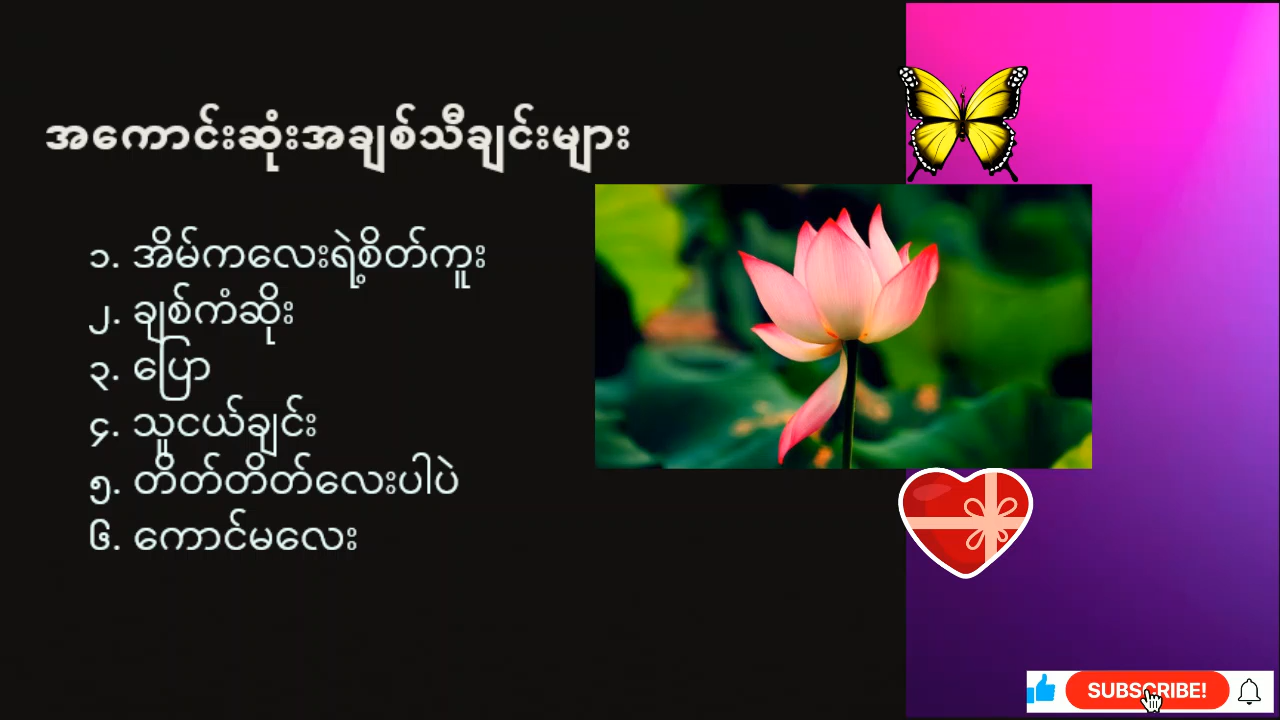 အကောင်းဆုံးအချစ်သီချင်းများ
၁. အိမ်ကလေးရဲ့စိတ်ကူး
၂. ချစ်ကံဆိုး
၃. ပြော
၄. သူငယ်ချင်း
၅. တိတ်တိတ်လေးပါပဲ
၆. ကောင်မလေး
SUBSCRIBE!